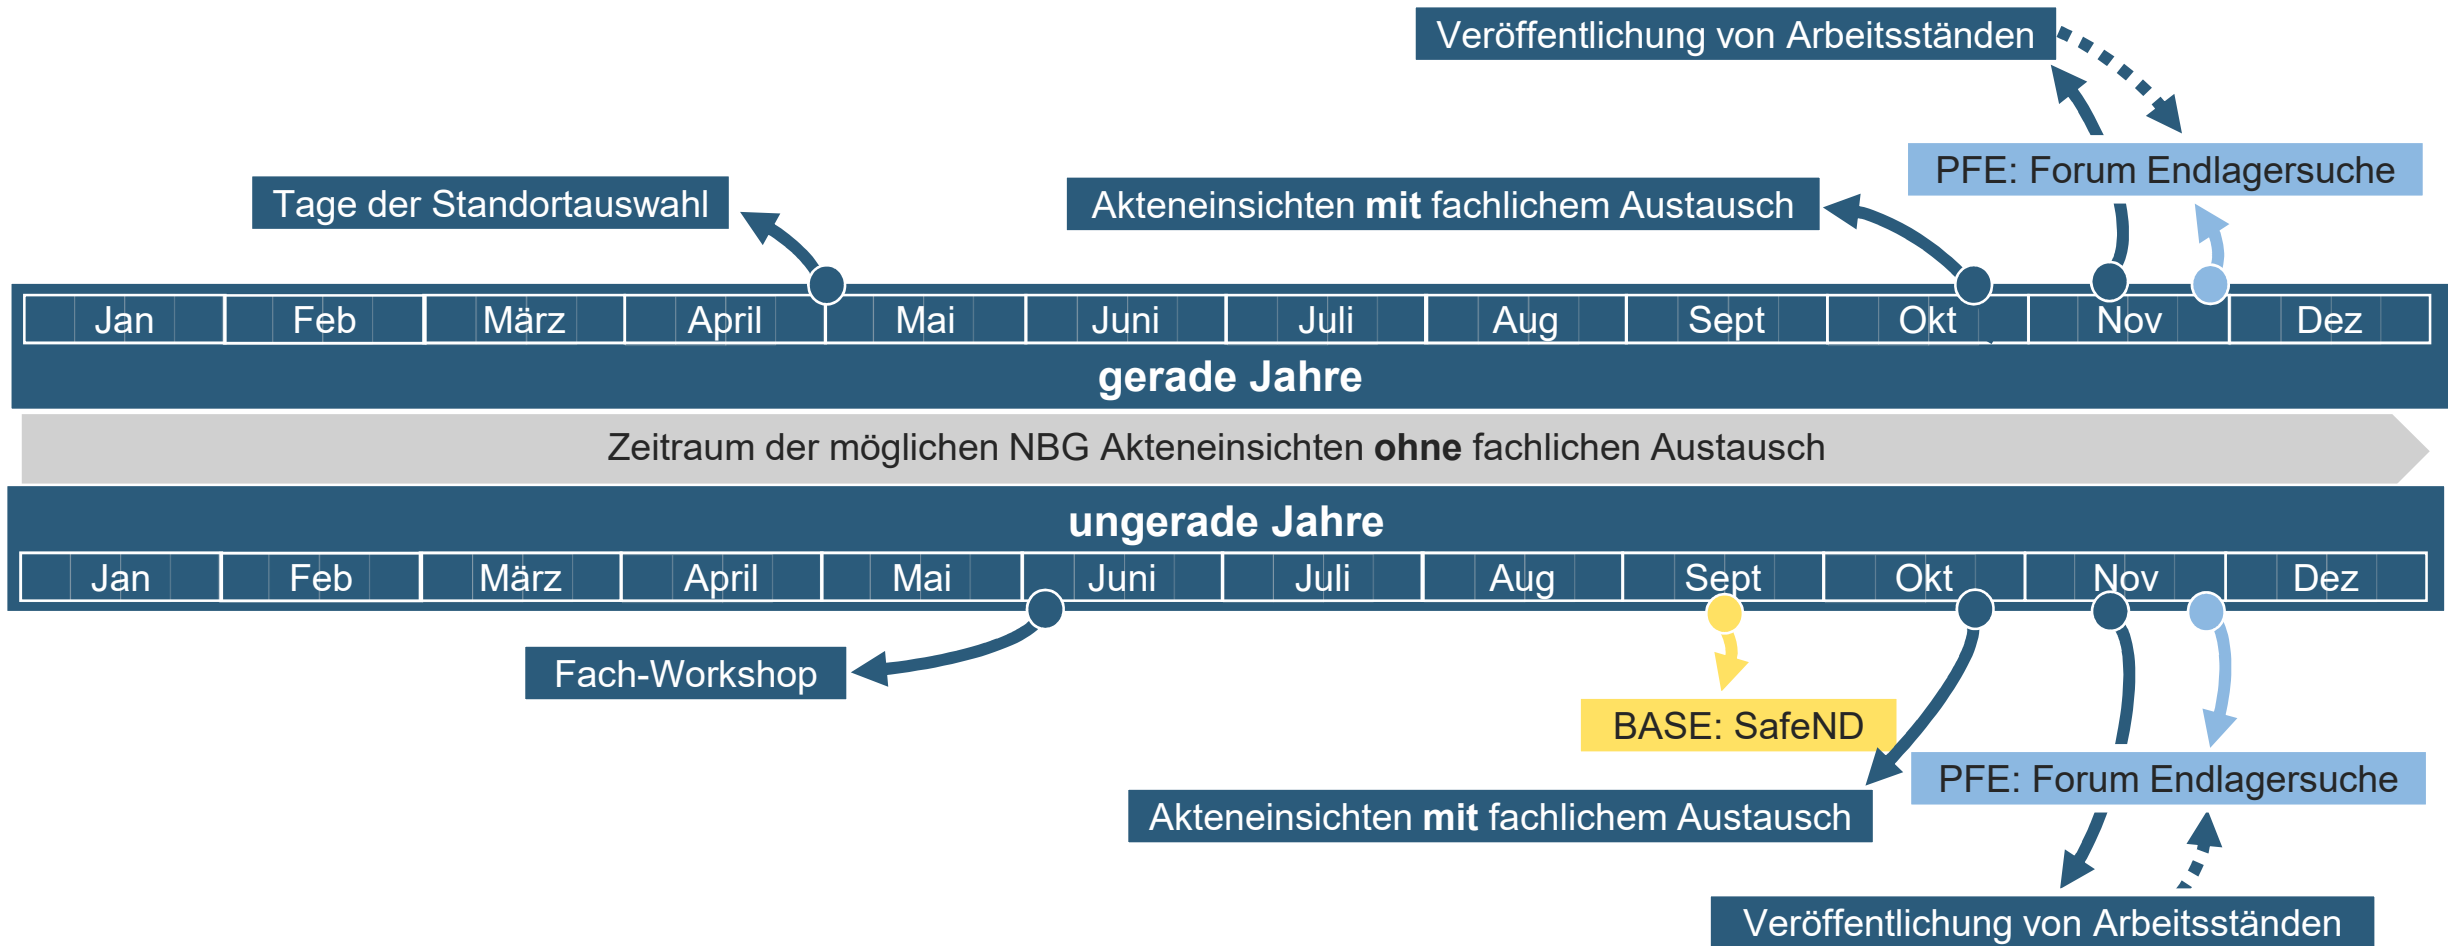 Veröffentlichung von Arbeitsständen
PFE: Forum Endlagersuche
Tage der Standortauswahl
Akteneinsichten mit fachlichem Austausch
Jan Feb März April Mai Juni Juli Aug Sept Okt Nov Dez
gerade Jahre
Zeitraum der möglichen NBG Akteneinsichten ohne fachlichen Austausch
ungerade Jahre
Jan Feb März April Mai Juni Juli Aug Sept Okt Nov Dez
Fach-Workshop
BASE: SafeND
PFE: Forum Endlagersuche
Akteneinsichten mit fachlichem Austausch
Veröffentlichung von Arbeitsständen